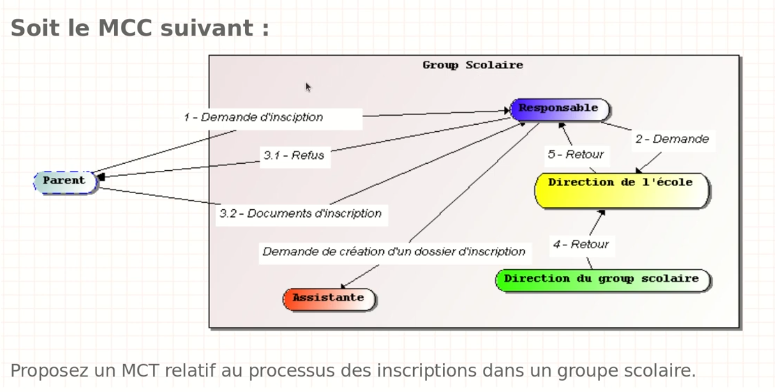 Soit le MCC suivant :
Group Scolaire
Responsable
1 - Demande d'insciption
2 - Demande
3.1 - Refus
5 - Retour
Parent
Direction de l'école
3.2 - Documents d'inscription
4 - Retour
Demande de création d'un dossier d'inscription
Direction du group scolaire
Assistante
Proposez un MCT relatif au processus des inscriptions dans un groupe scolaire.